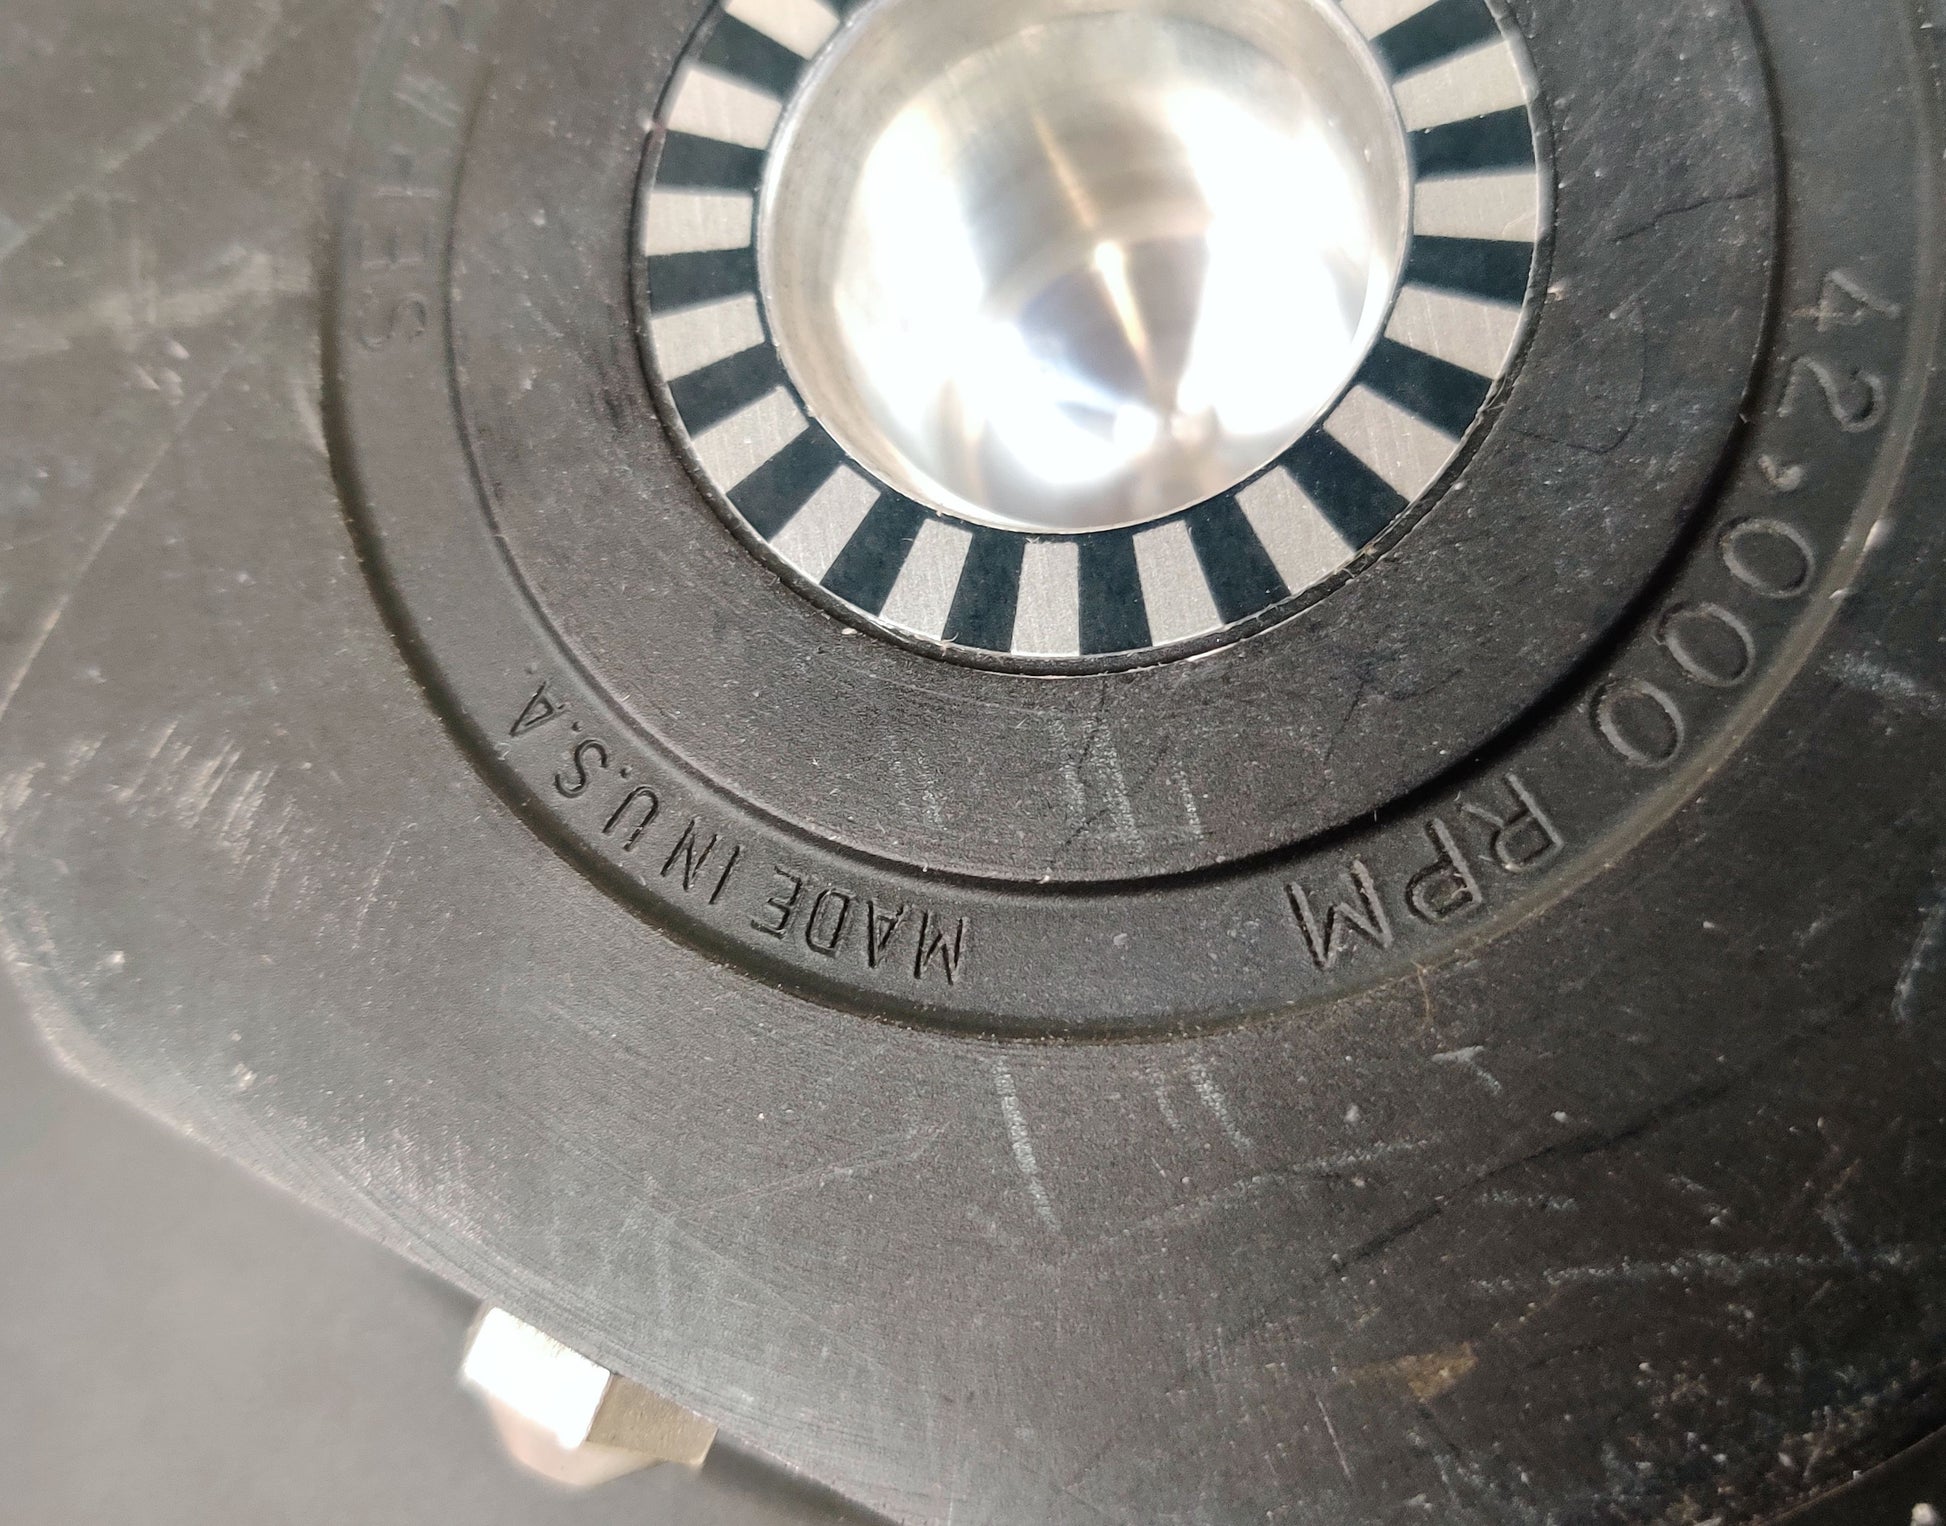 42,000 RPM
MADE IN U.S.A.